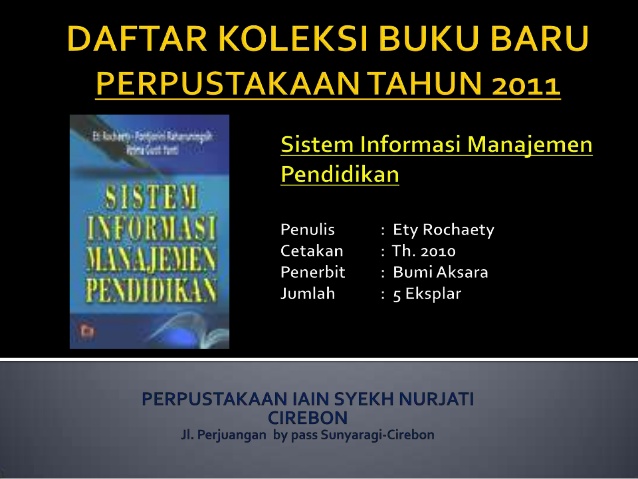 DAFTAR KOLEKSI BUKU BARU
PERPUSTAKAAN TAHUN 2011
Ety Rochaety - Pontjorini Rahayuningsih
Prima Gusti Yanti
SISTEM
INFORMASI
MANAJEMEN
PENDIDIKAN
Sistem Informasi Manajemen
Pendidikan
Penulis : Ety Rochaety
Cetakan : Th. 2010
Penerbit : Bumi Aksara
Jumlah : 5 Eksplar
PERPUSTAKAAN IAIN SYEKH NURJATI
CIREBON
Jl. Perjuangan by pass Sunyaragi-Cirebon